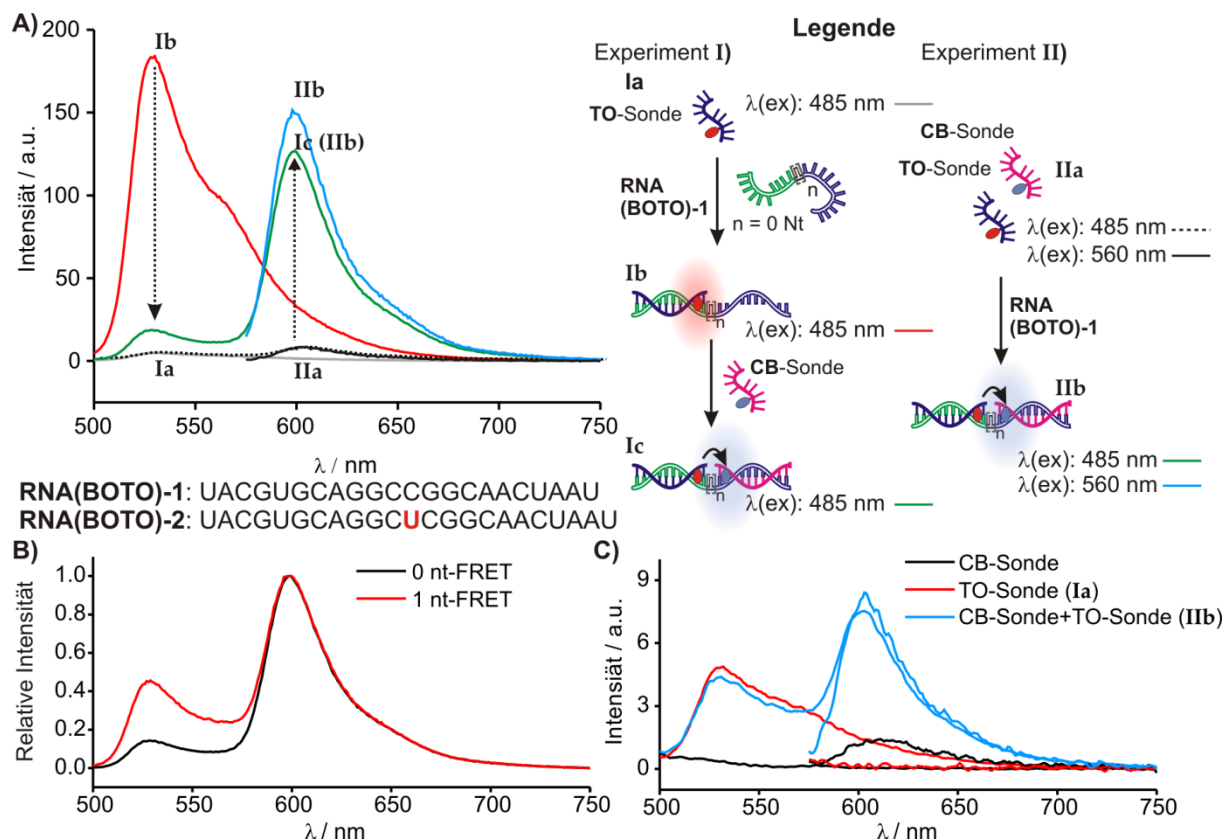 A)
200
150
100
50
0
Intensiät / a.u.
Ib
IIb
Ic (IIb)
Ia
IIa
500 550 600 650 700 750
λ / nm
Legende
Experiment I)
Ia
TO-Sonde
λ(ex): 485 nm
RNA
(BOTO)-1
n
n = 0 Nt
Ib
n
λ(ex): 485 nm
CB-Sonde
Ic
n
λ(ex): 485 nm
Experiment II)
CB-Sonde
TO-Sonde
IIa
λ(ex): 485 nm
λ(ex): 560 nm
RNA
(BOTO)-1
IIb
n
λ(ex): 485 nm
λ(ex): 560 nm
RNA(BOTO)-1: UACGUGCAGGCCGGCAACUAAU
RNA(BOTO)-2: UACGUGCAGGCUCGGCAACUAAU
B)
1.0
0.8
0.6
0.4
0.2
0.0
Relative Intensität
0 nt-FRET
1 nt-FRET
500 550 600 650 700 750
λ / nm
C)
9
6
3
0
Intensiät / a.u.
CB-Sonde
TO-Sonde (Ia)
CB-Sonde+TO-Sonde (IIb)
500 550 600 650 700 750
λ / nm